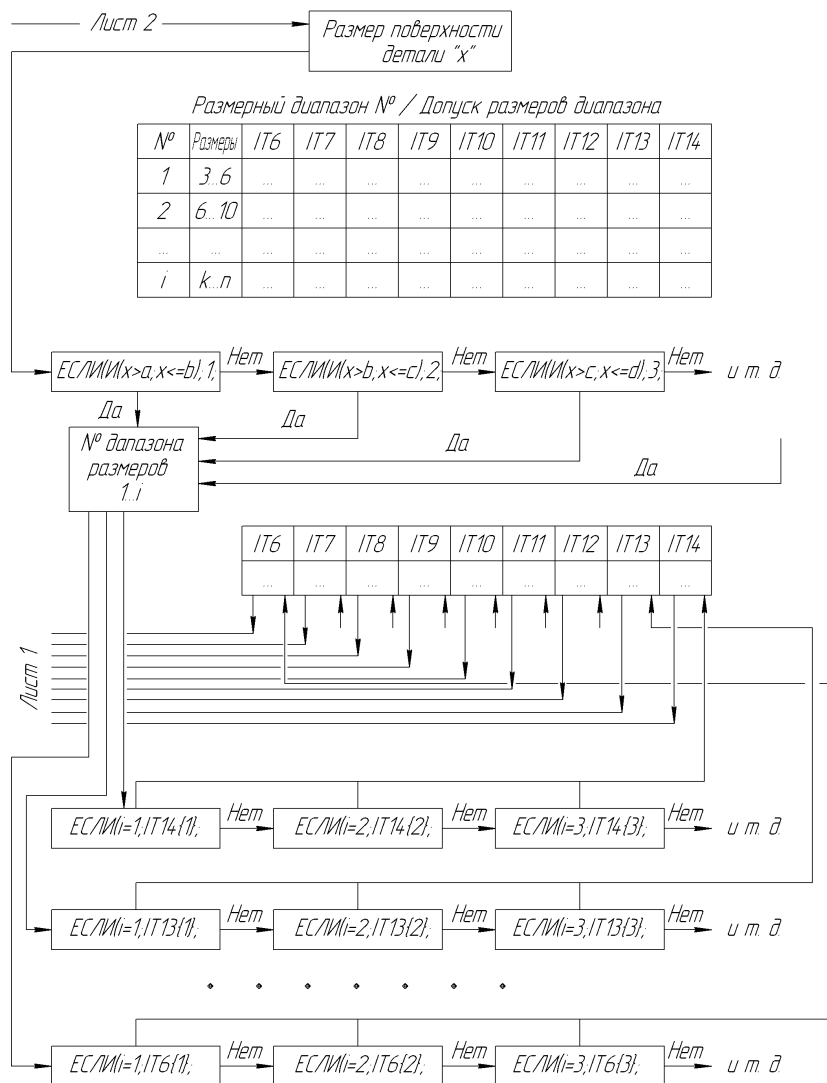 Лист 2
Размер поверхности
детали "х"
Размерный диапазон № / Допуск размеров диапазона
№ Размеры IT6 IT7 IT8 IT9 IT10 IT11 IT12 IT13 IT14
1 3...6 ... ... ... ... ... ... ... ... ...
2 6...10 ... ... ... ... ... ... ... ... ...
... ... ... ... ... ... ... ... ... ... ... ...
i k...n ... ... ... ... ... ... ... ... ...
ЕСЛИ(И(x>a;x<=b);1; Нет ЕСЛИ(И(x>b;x<=c);2; Нет ЕСЛИ(И(x>c;x<=d);3; Нет и т. д.
Да
Да
Да
Да
№ дапазона
размеров
1...i
IT6 IT7 IT8 IT9 IT10 IT11 IT12 IT13 IT14
... ... ... ... ... ... ... ... ...
Лист 1
ЕСЛИ(i=1;IT14{1}; Нет ЕСЛИ(i=2;IT14{2}; Нет ЕСЛИ(i=3;IT14{3}; Нет и т. д.
ЕСЛИ(i=1;IT13{1}; Нет ЕСЛИ(i=2;IT13{2}; Нет ЕСЛИ(i=3;IT13{3}; Нет и т. д.
ЕСЛИ(i=1;IT6{1}; Нет ЕСЛИ(i=2;IT6{2}; Нет ЕСЛИ(i=3;IT6{3}; Нет и т. д.